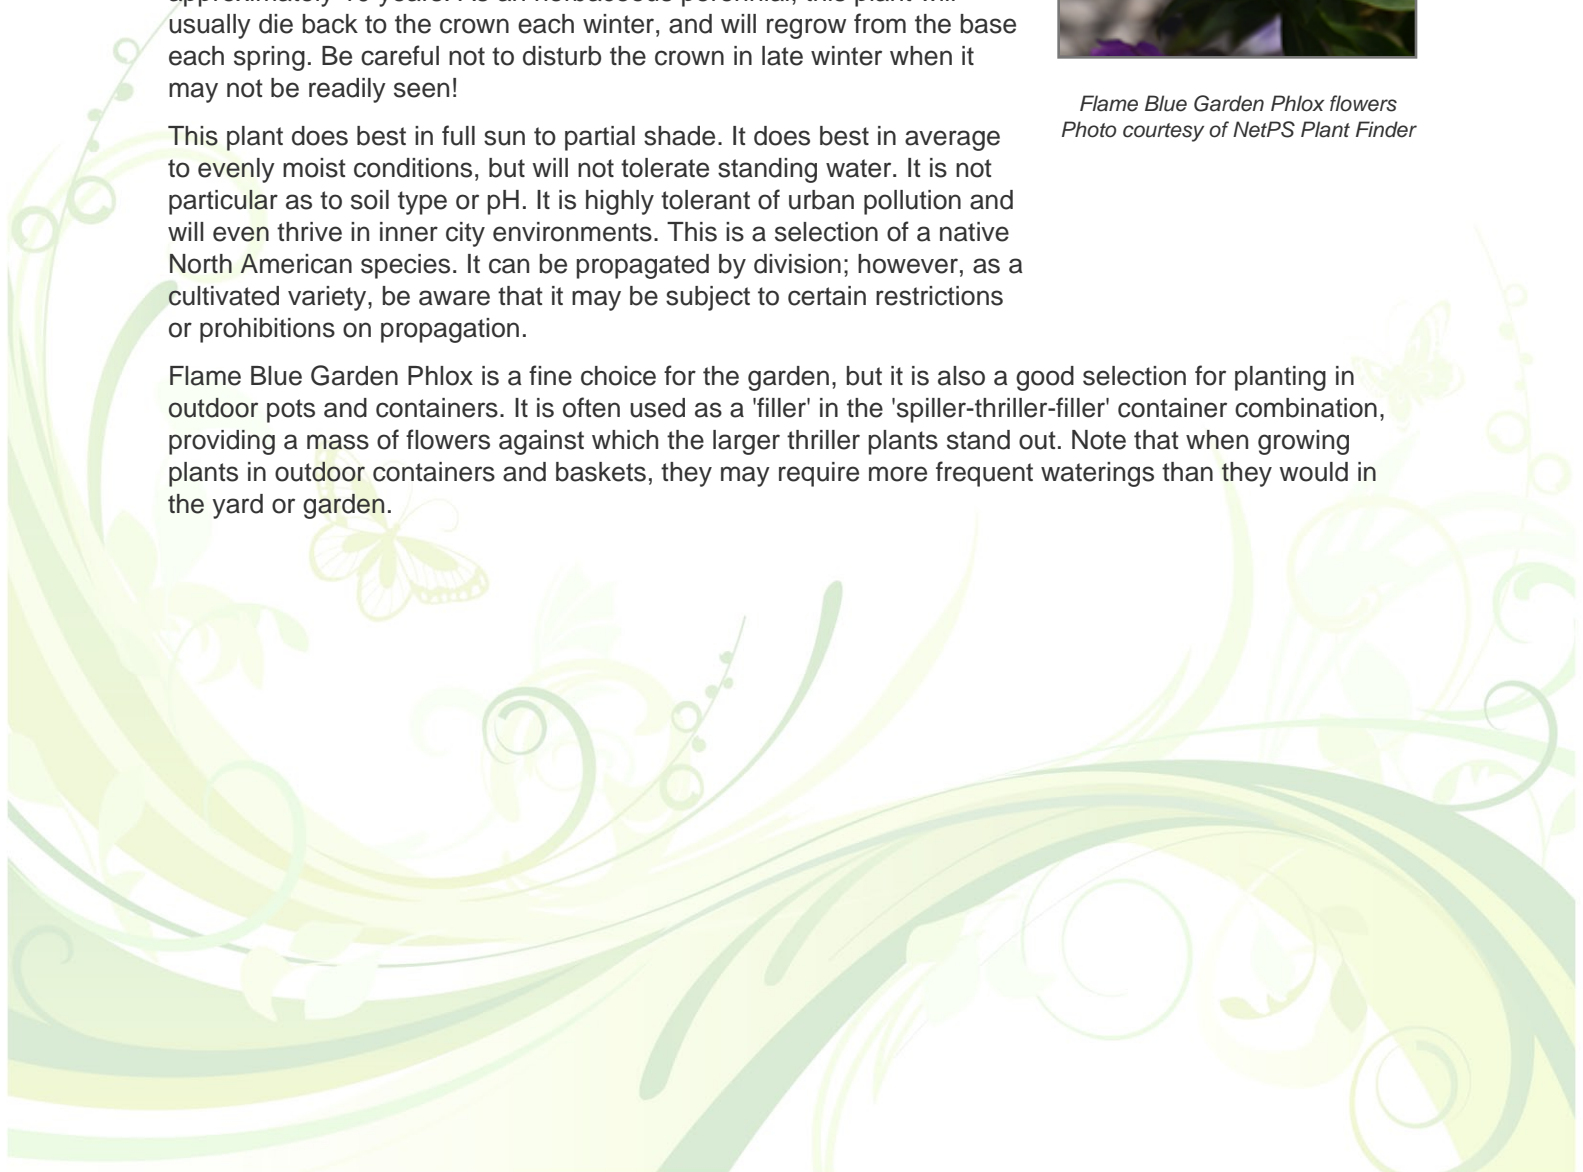 approximately 10 years. As an herbaceous perennial, this plant will
usually die back to the crown each winter, and will regrow from the base
each spring. Be careful not to disturb the crown in late winter when it
may not be readily seen!
This plant does best in full sun to partial shade. It does best in average
to evenly moist conditions, but will not tolerate standing water. It is not
particular as to soil type or pH. It is highly tolerant of urban pollution and
will even thrive in inner city environments. This is a selection of a native
North American species. It can be propagated by division; however, as a
cultivated variety, be aware that it may be subject to certain restrictions
or prohibitions on propagation.
Flame Blue Garden Phlox flowers
Photo courtesy of NetPS Plant Finder
Flame Blue Garden Phlox is a fine choice for the garden, but it is also a good selection for planting in
outdoor pots and containers. It is often used as a 'filler' in the 'spiller-thriller-filler' container combination,
providing a mass of flowers against which the larger thriller plants stand out. Note that when growing
plants in outdoor containers and baskets, they may require more frequent waterings than they would in
the yard or garden.